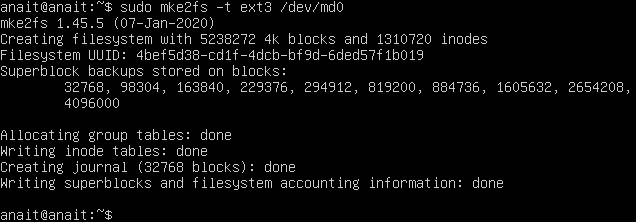 anait@anait:~$ sudo mke2fs -t ext3 /dev/md0
mke2fs 1.45.5 (07-Jan-2020)
Creating filesystem with 5238272 4k blocks and 1310720 inodes
Filesystem UUID: 4bef5d38-cd1f-4dcb-bf9d-6ded57f1b019
Superblock backups stored on blocks:
        32768, 98304, 163840, 229376, 294912, 819200, 884736, 1605632, 2654208,
        4096000

Allocating group tables: done
Writing inode tables: done
Creating journal (32768 blocks): done
Writing superblocks and filesystem accounting information: done

anait@anait:~$